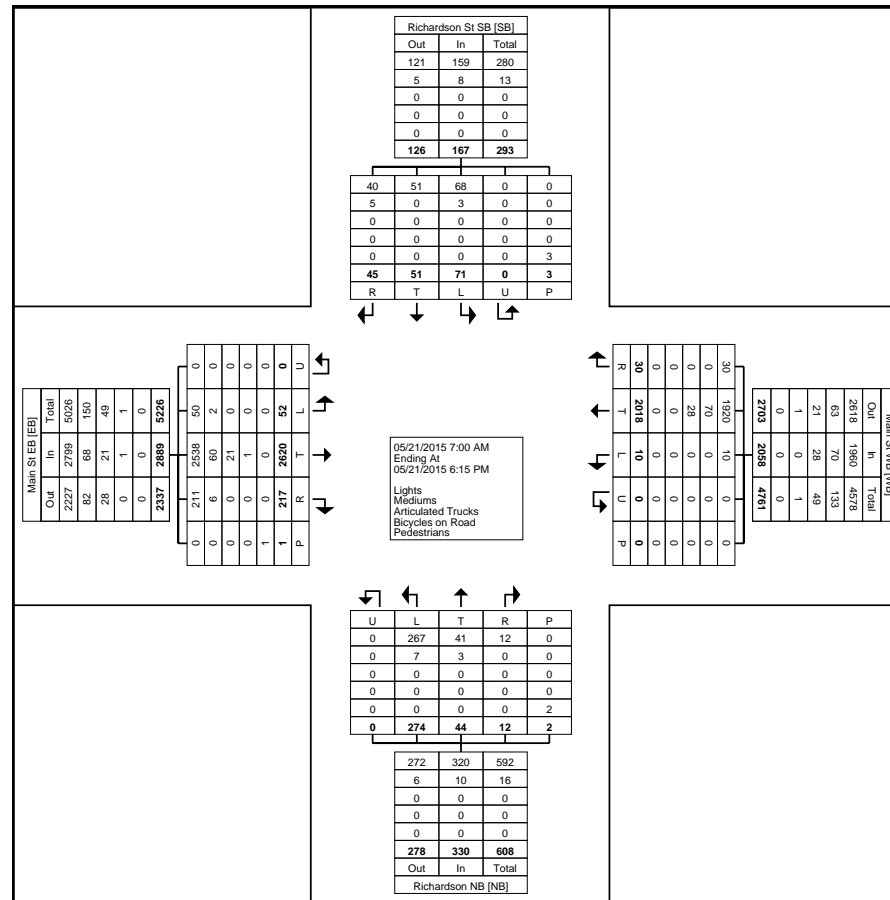 Richardson St SB [SB]
Out In Total
121 159 280
5 8 13
0 0 0
0 0 0
0 0 0
126 167 293
40 51 68 0 0
5 0 3 0 0
0 0 0 0 0
0 0 0 0 0
0 0 0 0 3
45 51 71 0 3
R T L U P
Main St EB [EB]
Total In Out
5026 2799 2227
150 68 82
49 21 28
1 1 0
0 0 0
5226 2889 2337
0 50 2538 211 0
0 2 60 6 0
0 0 21 0 0
0 0 1 0 0
0 0 0 0 1
0 52 2620 217 1
U L T R P
05/21/2015 7:00 AM
Ending At
05/21/2015 6:15 PM
Lights
Mediums
Articulated Trucks
Bicycles on Road
Pedestrians
R T L U P
30 2018 10 0 0
0 0 0 0 0
0 0 0 0 0
0 28 0 0 0
0 70 0 0 0
30 1920 10 0 0
2703 2058 4761
0 0 0
1 0 1
21 28 49
63 70 133
2618 1960 4578
Out In Total
Main St WB [WB]
U L T R P
0 267 41 12 0
0 7 3 0 0
0 0 0 0 0
0 0 0 0 0
0 0 0 0 2
0 274 44 12 2
272 320 592
6 10 16
0 0 0
0 0 0
0 0 0
278 330 608
Out In Total
Richardson NB [NB]